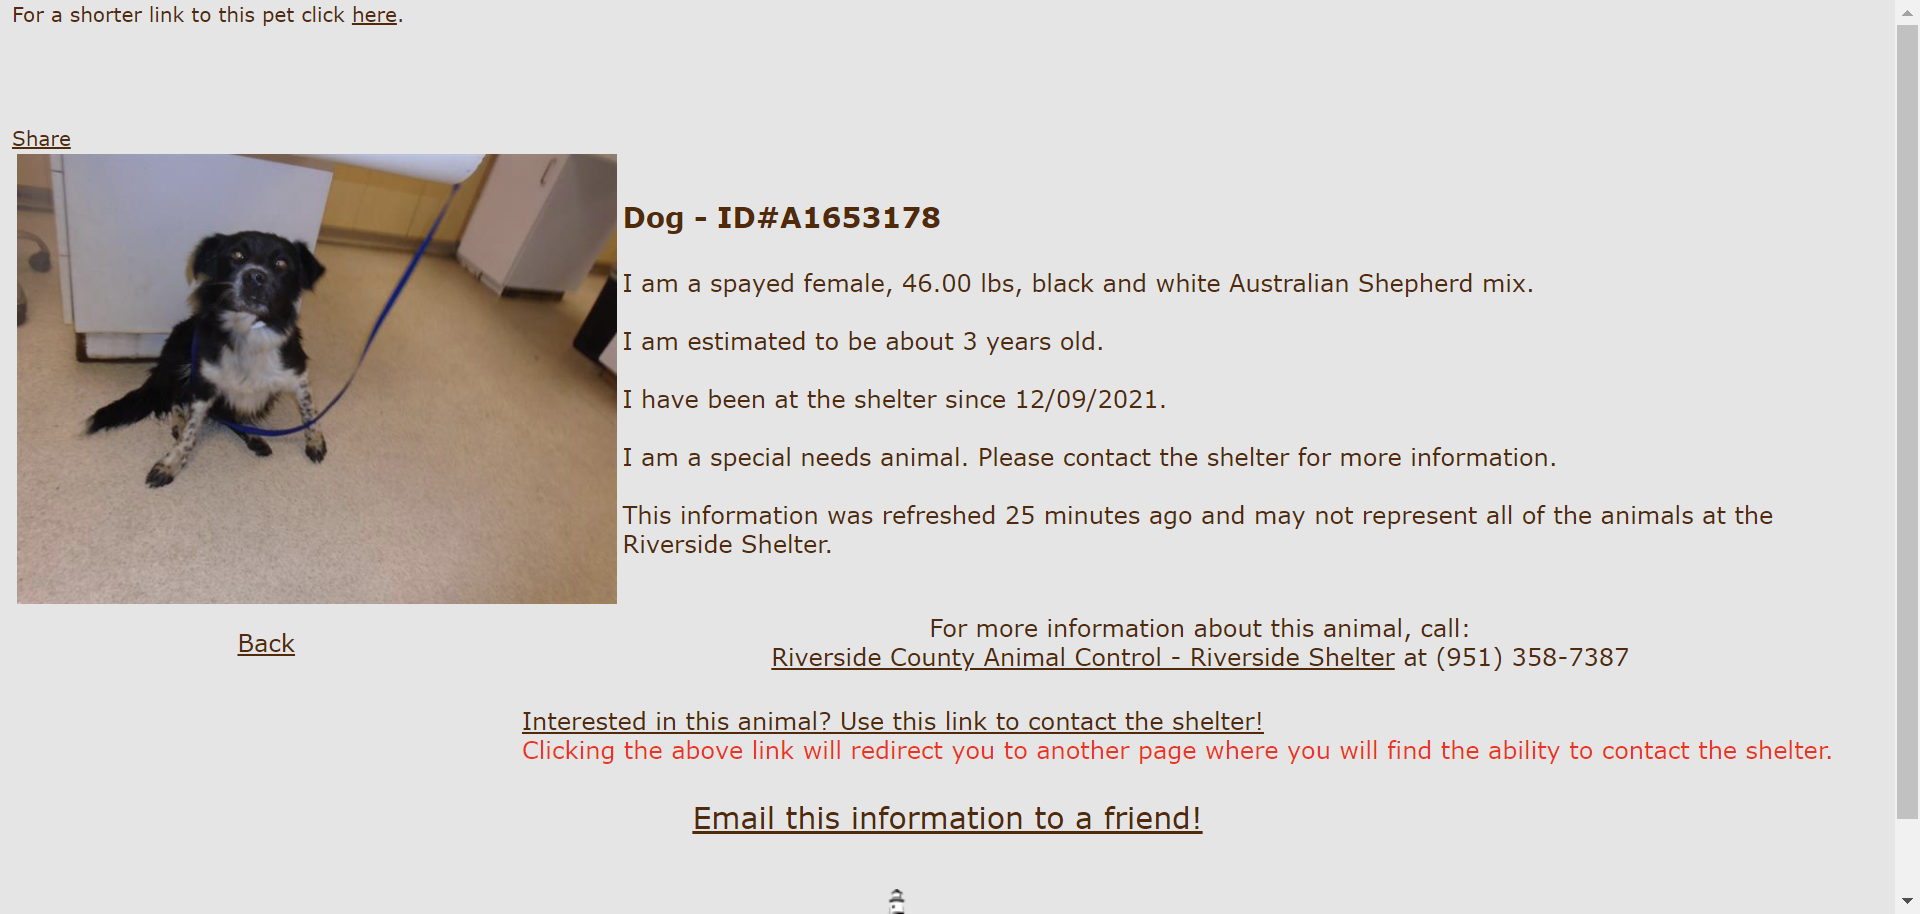 For a shorter link to this pet click here.
Share
Dog - ID#A1653178
I am a spayed female, 46.00 lbs, black and white Australian Shepherd mix.
I am estimated to be about 3 years old.
I have been at the shelter since 12/09/2021.
I am a special needs animal. Please contact the shelter for more information.
This information was refreshed 25 minutes ago and may not represent all of the animals at the
Riverside Shelter.
Back
For more information about this animal, call:
Riverside County Animal Control - Riverside Shelter at (951) 358-7387
Interested in this animal? Use this link to contact the shelter!
Clicking the above link will redirect you to another page where you will find the ability to contact the shelter.
Email this information to a friend!